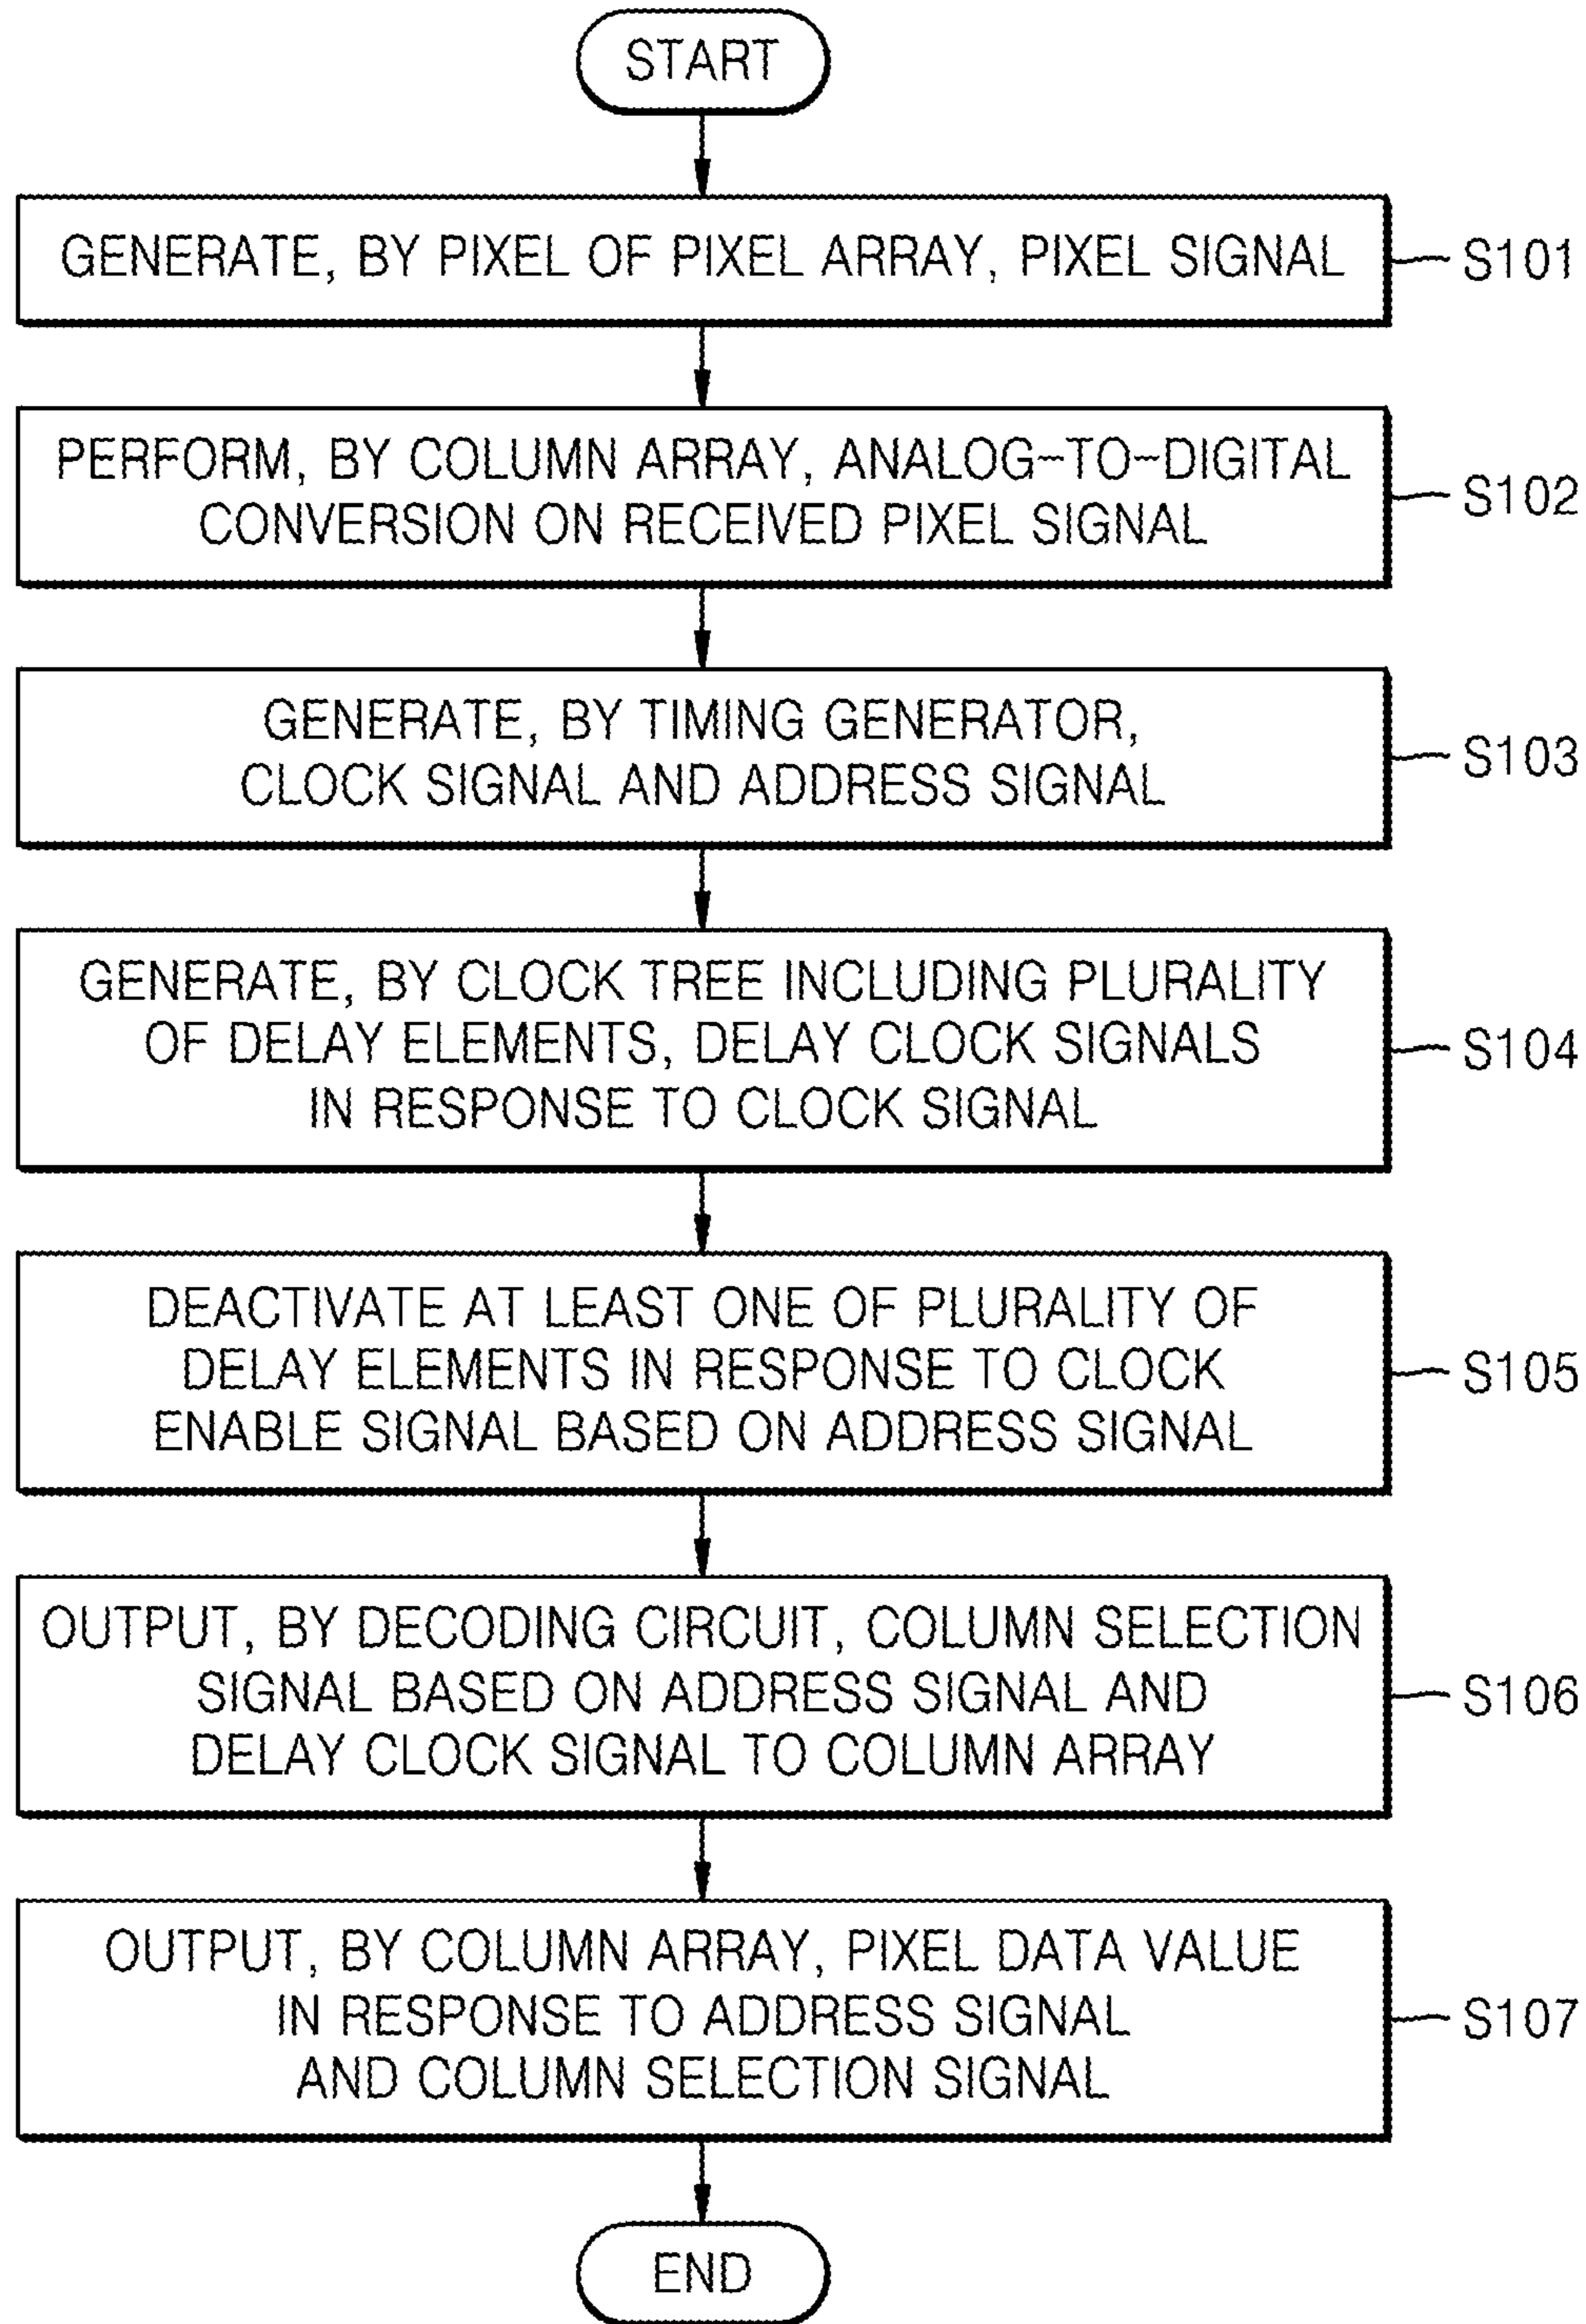 START
GENERATE, BY PIXEL OF PIXEL ARRAY, PIXEL SIGNAL
S101
PERFORM, BY COLUMN ARRAY, ANALOG-TO-DIGITAL
CONVERSION ON RECEIVED PIXEL SIGNAL
S102
GENERATE, BY TIMING GENERATOR,
CLOCK SIGNAL AND ADDRESS SIGNAL
S103
GENERATE, BY CLOCK TREE INCLUDING PLURALITY
OF DELAY ELEMENTS, DELAY CLOCK SIGNALS
IN RESPONSE TO CLOCK SIGNAL
S104
DEACTIVATE AT LEAST ONE OF PLURALITY OF
DELAY ELEMENTS IN RESPONSE TO CLOCK
ENABLE SIGNAL BASED ON ADDRESS SIGNAL
S105
OUTPUT, BY DECODING CIRCUIT, COLUMN SELECTION
SIGNAL BASED ON ADDRESS SIGNAL AND
DELAY CLOCK SIGNAL TO COLUMN ARRAY
S106
OUTPUT, BY COLUMN ARRAY, PIXEL DATA VALUE
IN RESPONSE TO ADDRESS SIGNAL
AND COLUMN SELECTION SIGNAL
S107
END